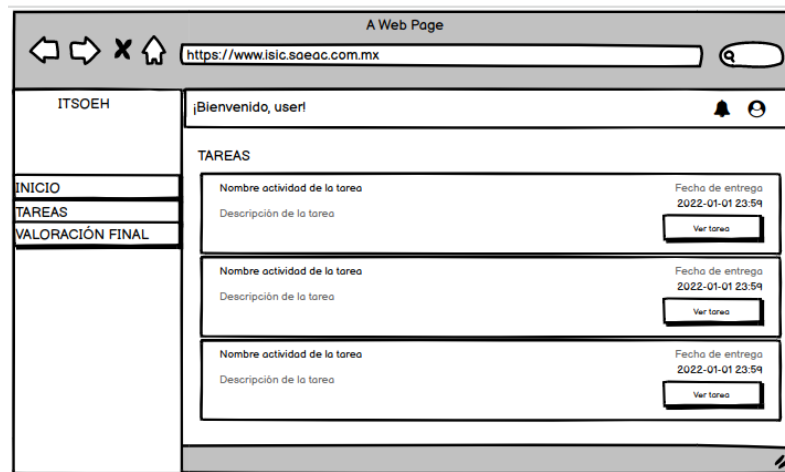 A Web Page
https://www.isic.saeac.com.mx
ITSOEH
¡Bienvenido, user!
TAREAS
INICIO
TAREAS
VALORACIÓN FINAL
Nombre actividad de la tarea
Descripción de la tarea
Fecha de entrega
2022-01-01 23:59
Ver tarea
Nombre actividad de la tarea
Descripción de la tarea
Fecha de entrega
2022-01-01 23:59
Ver tarea
Nombre actividad de la tarea
Descripción de la tarea
Fecha de entrega
2022-01-01 23:59
Ver tarea